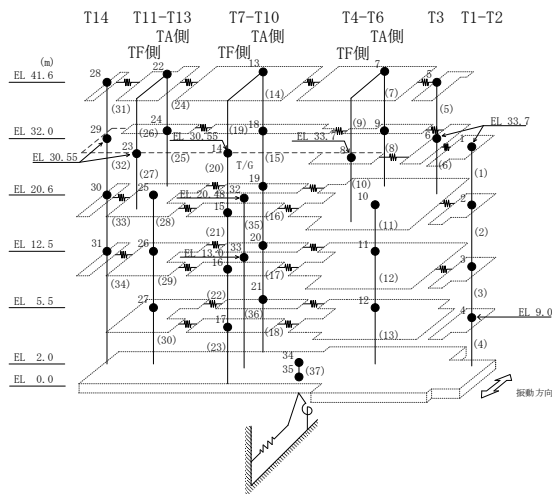 T14 T11−T13 T7−T10 T4−T6 T3 T1−T2
TA側 TA側 TA側
TF側 TF側 TF側
(m)
EL 41.6 28 22 13 7 5
(31) (24) (14) (7) (5)
EL 32.0 29 (26) 24 (19) 18 (9) 9 6 1 EL 33.7
EL 30.55 EL 33.7
EL 30.55 (32) 23 (25) 14 (15) 8 (8) (6) (1)
(27) (20) T/G (10)
EL 20.6 30 25 EL 20.48 32 19 10 2
(33) (28) 15 (35) (16) (11) (2)
EL 12.5 31 26 (21) 33 20 11 3
EL 13.0
(34) (29) 16 (17) (12) (3)
EL 5.5 27 (22) 21 12 4 EL 9.0
(30) 17 (36) (18) (13) (4)
(23)
EL 2.0 34
EL 0.0 35 (37)
振動方向